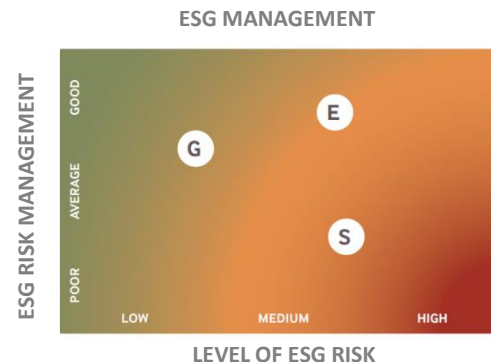 ESG MANAGEMENT
ESG RISK MANAGEMENT
GOOD
AVERAGE
POOR
E
G
S
LOW MEDIUM HIGH
LEVEL OF ESG RISK